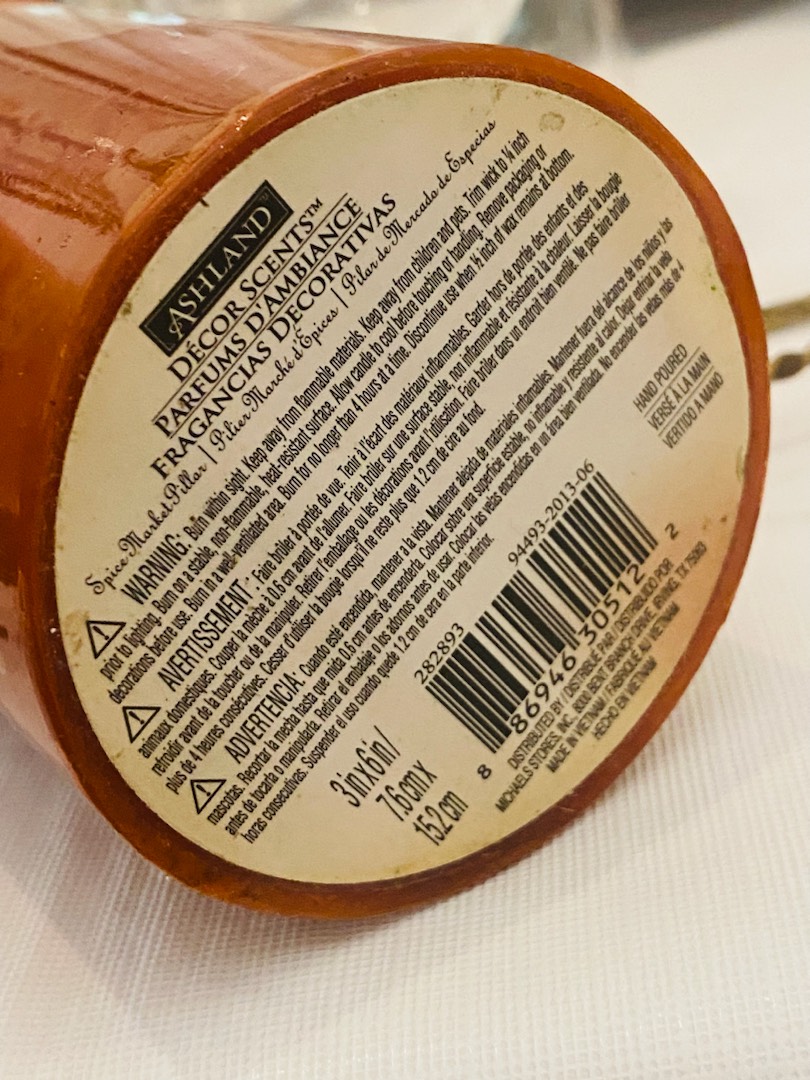 ASHLAND™
DÉCOR SCENTS™
PARFUMS D'AMBIANCE
FRAGANCIAS DECORATIVAS
Spice Market Pillar | Pilier Marché d'Épices | Pilar de Mercado de Especias
WARNING: Burn within sight. Keep away from flammable materials. Keep away from children and pets. Trim wick to ¼ inch
prior to lighting. Burn on a stable, non-flammable, heat-resistant surface. Allow candle to cool before touching or handling. Remove packaging or
decorations before use. Burn in a well-ventilated area. Burn for no longer than 4 hours at a time. Discontinue use when ½ inch of wax remains at bottom.
AVERTISSEMENT : Faire brûler à portée de vue. Tenir à l'écart des matériaux inflammables. Garder hors de portée des enfants et des
animaux domestiques. Couper la mèche à 0.6 cm avant de l'allumer. Faire brûler sur une surface stable, non inflammable et résistante à la chaleur. Laisser la bougie
refroidir avant de la toucher ou de la manipuler. Retirer l'emballage ou les décorations avant l'utilisation. Faire brûler dans un endroit bien ventilé. Ne pas faire brûler
plus de 4 heures consécutives. Cesser d'utiliser la bougie lorsqu'il ne reste plus que 1.2 cm de cire au fond.
ADVERTENCIA: Cuando esté encendida, mantener a la vista. Mantener alejada de materiales inflamables. Mantener fuera del alcance de los niños y las
mascotas. Recortar la mecha hasta que mida 0.6 cm antes de encenderla. Colocar sobre una superficie estable, no inflamable y resistente al calor. Dejar entibiar la vela
antes de tocarla o manipularla. Retirar el embalaje o los adornos antes de usar. Colocar las velas encendidas en un área bien ventilada. No encender las velas más de 4
horas consecutivas. Suspender el uso cuando quede 1.2 cm de cera en la parte inferior.
3inx6in/
7.6cmx
15.2cm
282893
94493-2013-06
8 86946 30512 2
HAND POURED
VERSÉ À LA MAIN
VERTIDO A MANO
DISTRIBUTED BY / DISTRIBUÉ PAR / DISTRIBUIDO POR
MICHAELS STORES, INC. 8000 BENT BRANCH DRIVE, IRVING, TX 75063
MADE IN VIETNAM / FABRIQUÉ AU VIETNAM
HECHO EN VIETNAM